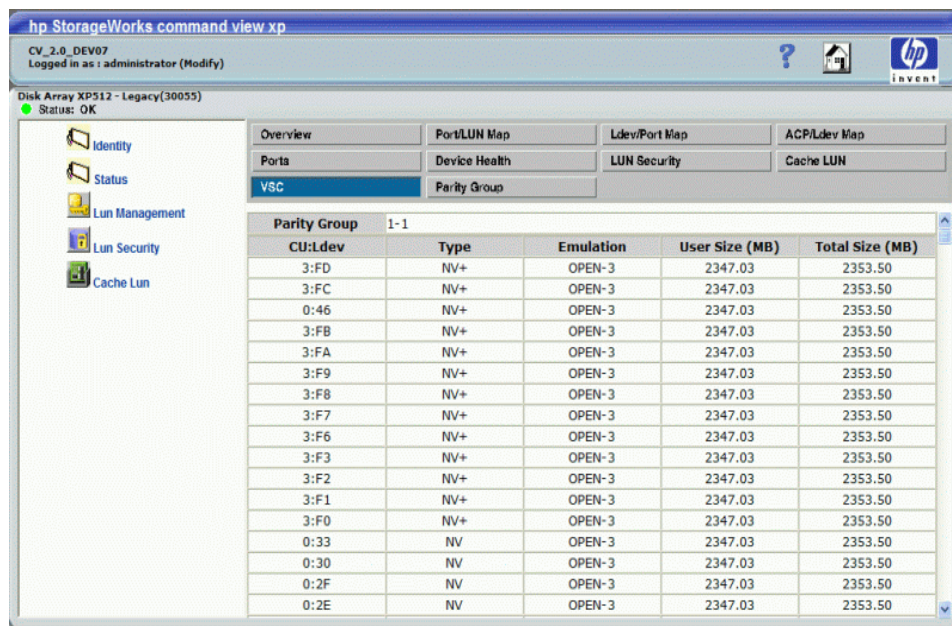 hp StorageWorks command view xp
CV_2.0_DEV07
Logged in as : administrator (Modify)
?
hp
invent
Disk Array XP512 - Legacy(30055)
Status: OK
Identity
Status
Lun Management
Lun Security
Cache Lun
Overview Port/LUN Map Ldev/Port Map ACP/Ldev Map
Ports Device Health LUN Security Cache LUN
VSC Parity Group
Parity Group 1-1
CU:Ldev Type Emulation User Size (MB) Total Size (MB)
3:FD NV+ OPEN-3 2347.03 2353.50
3:FC NV+ OPEN-3 2347.03 2353.50
0:46 NV+ OPEN-3 2347.03 2353.50
3:FB NV+ OPEN-3 2347.03 2353.50
3:FA NV+ OPEN-3 2347.03 2353.50
3:F9 NV+ OPEN-3 2347.03 2353.50
3:F8 NV+ OPEN-3 2347.03 2353.50
3:F7 NV+ OPEN-3 2347.03 2353.50
3:F6 NV+ OPEN-3 2347.03 2353.50
3:F3 NV+ OPEN-3 2347.03 2353.50
3:F2 NV+ OPEN-3 2347.03 2353.50
3:F1 NV+ OPEN-3 2347.03 2353.50
3:F0 NV+ OPEN-3 2347.03 2353.50
0:33 NV OPEN-3 2347.03 2353.50
0:30 NV OPEN-3 2347.03 2353.50
0:2F NV OPEN-3 2347.03 2353.50
0:2E NV OPEN-3 2347.03 2353.50